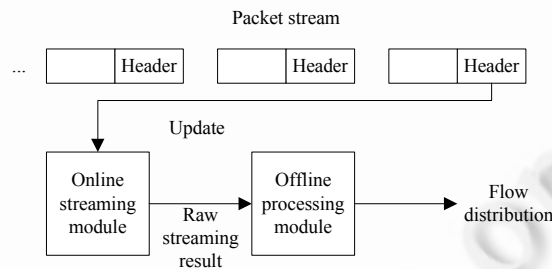 Packet stream
... Header Header Header
Update
Online
streaming
module
Raw
streaming
result
Offline
processing
module
Flow
distribution